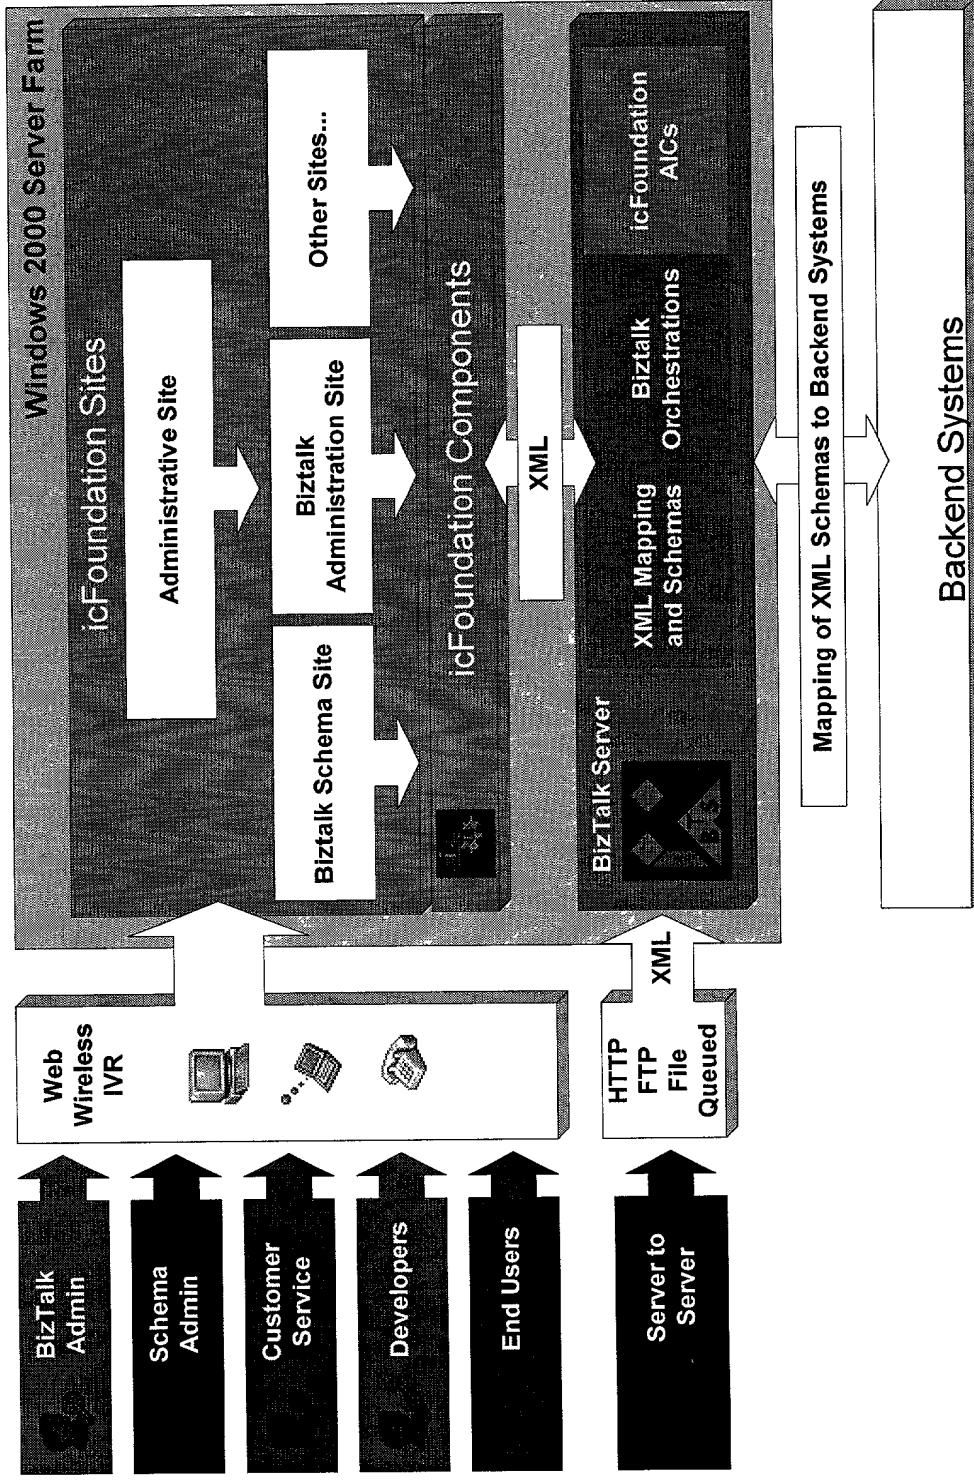 Windows 2000 Server Farm
BizTalk
Admin
Schema
Admin
Customer
Service
Developers
End Users
Server to
Server
Web
Wireless
IVR
HTTP
FTP
File
Queued
XML
icFoundation Sites
Administrative Site
Biztalk Schema Site
Biztalk
Administration Site
Other Sites...
icFoundation Components
XML
BizTalk Server
BTS
XML Mapping
and Schemas
Biztalk
Orchestrations
icFoundation
AICs
Mapping of XML Schemas to Backend Systems
Backend Systems